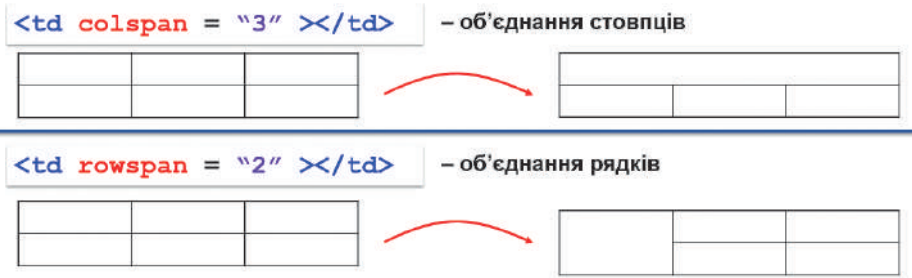 <td colspan = “3” ></td> – об’єднання стовпців
<td rowspan = “2” ></td> – об’єднання рядків